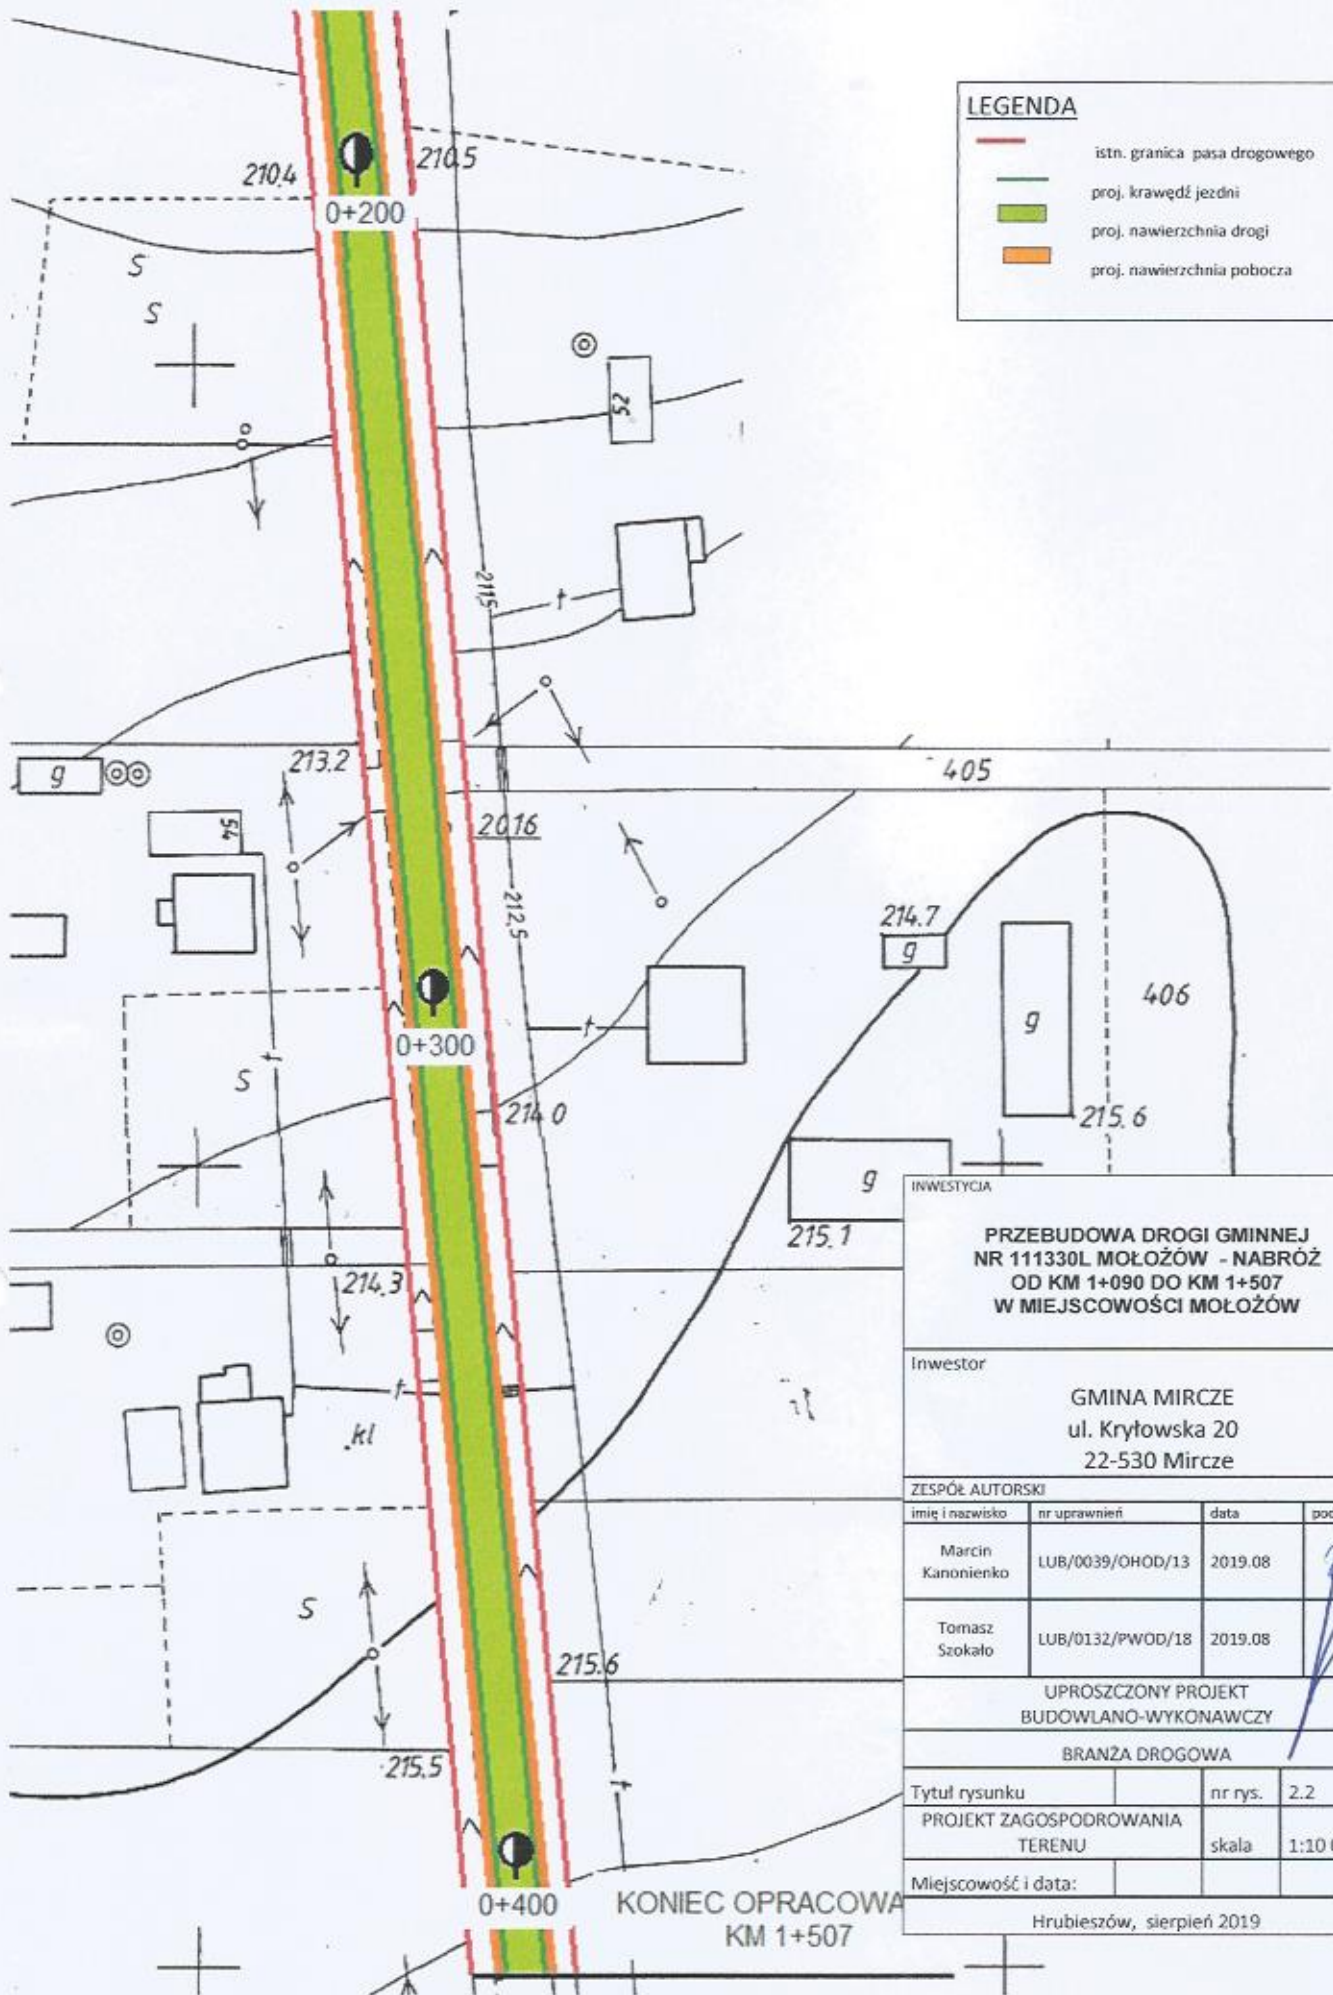 LEGENDA
istn. granica pasa drogowego
proj. krawędź jezdni
proj. nawierzchnia drogi
proj. nawierzchnia pobocza
210.4
210.5
0+200
S
S
25
211,5
t
213.2
405
g
54
2016
212,5
214.7
g
406
g
0+300
t
t
S
214.0
215.6
g
215.1
214.3
t
kl
S
215.6
215.5
t
0+400
KONIEC OPRACOWA
KM 1+507
INWESTYCJA
PRZEBUDOWA DROGI GMINNEJ
NR 111330L MOŁOŻÓW - NABRÓŻ
OD KM 1+090 DO KM 1+507
W MIEJSCOWOŚCI MOŁOŻÓW
Inwestor
GMINA MIRCZE
ul. Kryłowska 20
22-530 Mircze
ZESPÓŁ AUTORSKI
imię i nazwisko nr uprawnień data
Marcin
Kanonienko LUB/0039/OHOD/13 2019.08
Tomasz
Szokało LUB/0132/PWOD/18 2019.08
UPROSZCZONY PROJEKT
BUDOWLANO-WYKONAWCZY
BRANŻA DROGOWA
Tytuł rysunku nr rys. 2.2
PROJEKT ZAGOSPODROWANIA
TERENU skala 1:10
Miejscowość i data:
Hrubieszów, sierpień 2019